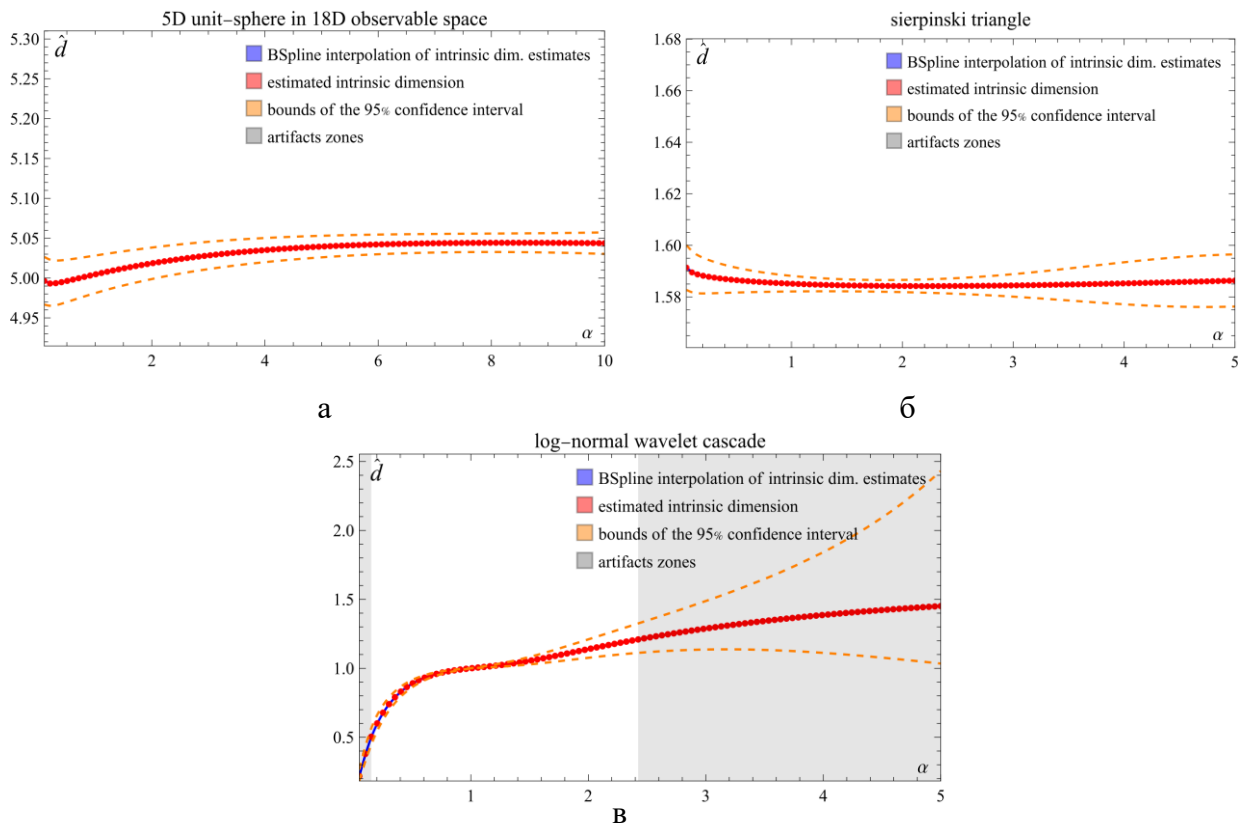 5D unit−sphere in 18D observable space
d̂
5.30
5.25
5.20
5.15
5.10
5.05
5.00
4.95
BSpline interpolation of intrinsic dim. estimates
estimated intrinsic dimension
bounds of the 95% confidence interval
artifacts zones
α
2 4 6 8 10
а
sierpinski triangle
d̂
1.68
1.66
1.64
1.62
1.60
1.58
BSpline interpolation of intrinsic dim. estimates
estimated intrinsic dimension
bounds of the 95% confidence interval
artifacts zones
α
1 2 3 4 5
б
log−normal wavelet cascade
d̂
2.5
2.0
1.5
1.0
0.5
BSpline interpolation of intrinsic dim. estimates
estimated intrinsic dimension
bounds of the 95% confidence interval
artifacts zones
α
1 2 3 4 5
в